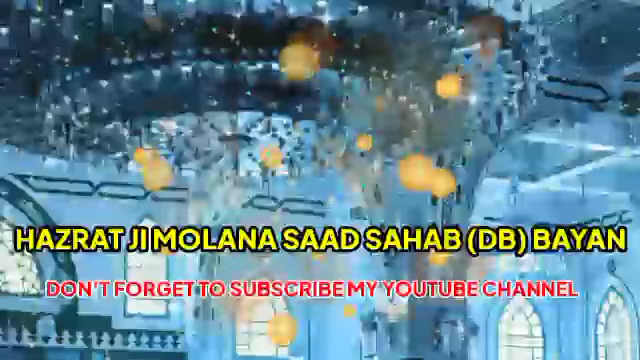 HAZRAT JI MOLANA SAAD SAHAB (DB) BAYAN
DON'T FORGET TO SUBSCRIBE MY YOUTUBE CHANNEL